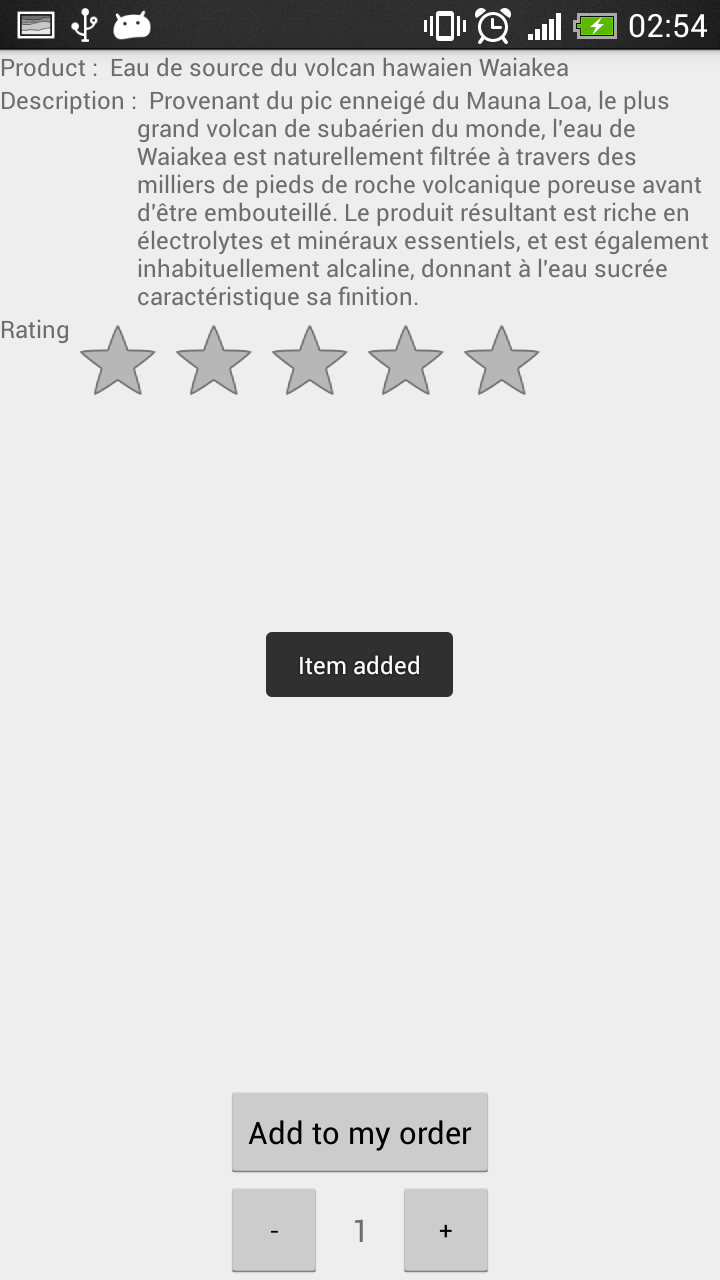 02:54
Product :  Eau de source du volcan hawaien Waiakea
Description :  Provenant du pic enneigé du Mauna Loa, le plus
grand volcan de subaérien du monde, l'eau de
Waiakea est naturellement filtrée à travers des
milliers de pieds de roche volcanique poreuse avant
d'être embouteillé. Le produit résultant est riche en
électrolytes et minéraux essentiels, et est également
inhabituellement alcaline, donnant à l'eau sucrée
caractéristique sa finition.
Rating
Item added
Add to my order
- 1 +